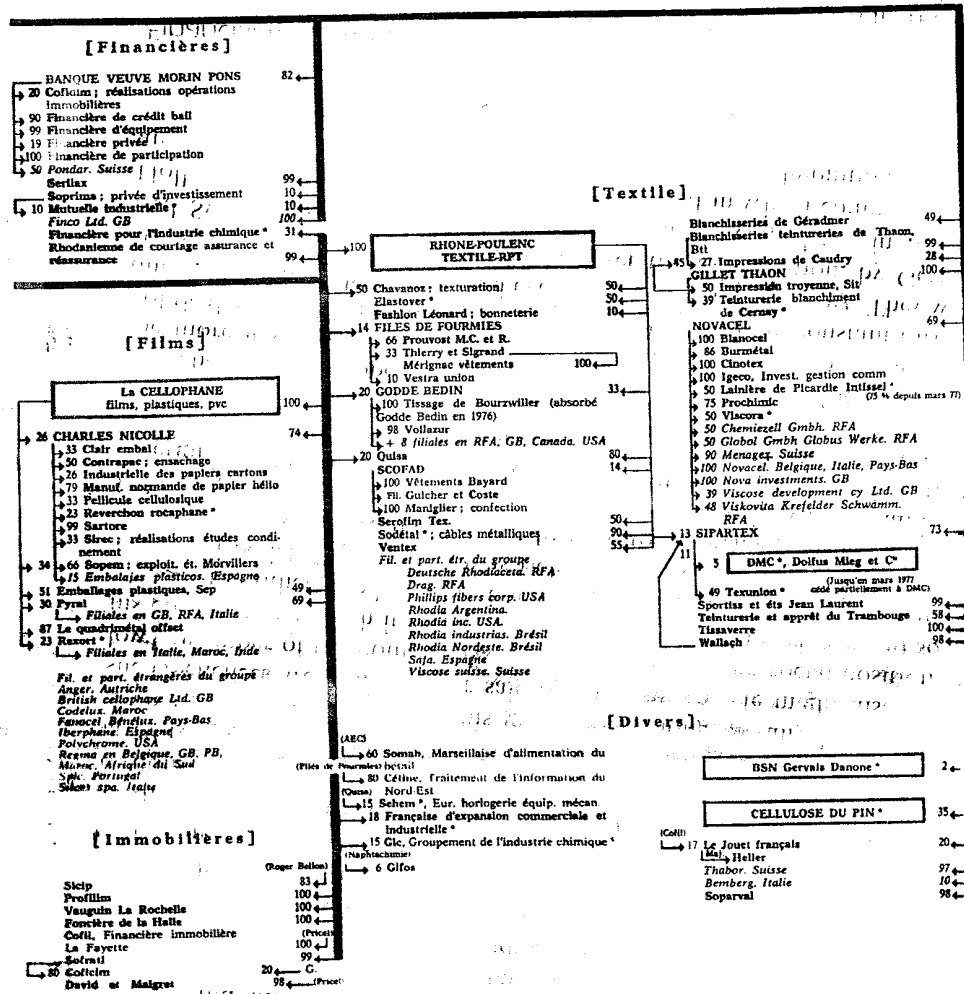 [Financières]
BANQUE VEUVE MORIN PONS 82
20 Coficim ; réalisations opérations
immobilières
90 Financière de crédit bail
99 Financière d'équipement
19 Financière privée
100 Financière de participation
50 Pondar. Suisse
Serilax 99
Soprima ; privée d'investissement 10
10 Mutuelle industrielle * 10
Finco Ltd. GB 100
Financière pour l'industrie chimique * 31
Rhodanienne de courtage assurance et
réassurance 99
[Films]
La CELLOPHANE
films, plastiques, pvc 100
26 CHARLES NICOLLE 74
33 Clair embal
50 Contrapac ; ensachage
26 Industrielle des papiers cartons
79 Manuf. normande de papier hélio
33 Pellicule cellulosique
23 Reverchon rocaphane *
99 Sartore
33 Sirec ; réalisations études condi-
nement
34 66 Sopem ; exploit. ét. Morvillers
15 Embalajes plasticos. Espagne
51 Emballages plastiques, Sep 49
30 Pyral 69
Filiales en GB, RFA, Italie
87 Le quadrimétal offset
23 Rexort *
Filiales en Italie, Maroc, Inde
Fil. et part. étrangères du groupe
Anger. Autriche
British cellophane Ltd. GB
Codelux. Maroc
Fanocel Bénélux. Pays-Bas
Iberphane. Espagne
Polychrome. USA
Regma en Belgique, GB, PB,
Maroc, Afrique du Sud
Spic. Portugal
spa. Italy
[Immobilières]
(Roger Bellon)
Sicip 83
Profilim 100
Vauguin La Rochelle 100
Foncière de la Halle 100
Cofil, Financière immobilière (Pricel)
La Fayette 100
Sofrati 99
80 Coficim 20 G.
David et Maigret 98 (Pricel)
[Textile]
100 RHONE-POULENC
TEXTILE-RPT
50 Chavanoz ; texturation 50
Elastover * 50
Fashion Léonard ; bonneterie 10
14 FILES DE FOURMIES
66 Prouvost M.C. et R.
33 Thierry et Sigrand
Mérignac vêtements 100
10 Vestra union
20 GODDE BEDIN 33
100 Tissage de Bourzwiller (absorbé
Godde Bedin en 1976)
98 Vollazur
+ 8 filiales en RFA, GB, Canada. USA
20 Quisa 80
SCOFAD 14
100 Vêtements Bayard
Fil. Guicher et Coste
100 Maniglier ; confection
Serofim Tex. 50
Sodétal * ; câbles métalliques 90
Ventex 55
Fil. et part. étr. du groupe
Deutsche Rhodiaceta. RFA
Drag. RFA
Phillips fibers corp. USA
Rhodia Argentina.
Rhodia inc. USA.
Rhodia industrias. Brésil
Rhodia Nordeste. Brésil
Safa. Espagne
Viscose suisse. Suisse
Blanchisseries de Gérardmer 49
Blanchisseries teintureries de Thaon,
Btt 99
45 27 Impressions de Caudry 28
GILLET THAON 100
50 Impression troyenne, Sit
39 Teinturerie blanchiment
de Cernay *
NOVACEL 69
100 Blanocel
86 Burmétal
100 Cinotex
100 Igeco, Invest. gestion comm
50 Lainière de Picardie Intissel *
(75 % depuis mars 77)
75 Prochimic
50 Viscora *
50 Chemiezell Gmbh. RFA
50 Globol Gmbh Globus Werke. RFA
90 Menagez. Suisse
100 Novacel. Belgique, Italie, Pays-Bas
100 Nova investments. GB
39 Viscose development cy Ltd. GB
48 Viskovita Krefelder Schwamm.
RFA
13 SIPARTEX 73
11
5 DMC *, Dollfus Mieg et C°
(Jusqu'en mars 1977
cédé partiellement à DMC)
49 Texunion *
Sportiss et éts Jean Laurent 99
Teinturerie et apprêt du Trambouge 58
Tissaverre 100
Wallach 98
[Divers]
(AEC)
60 Somah, Marseillaise d'alimentation du
bétail
(Filés de Fourmies)
80 Céline, Traitement de l'information du
Nord-Est
(Quisa)
15 Sehem *, Eur. horlogerie équip. mécan.
18 Française d'expansion commerciale et
industrielle *
15 Gic, Groupement de l'industrie chimique *
(Naphtachimie)
6 Gifos
BSN Gervais Danone * 2
CELLULOSE DU PIN * 35
(Cofil)
17 Le Jouet français 20
(Maj) Heller
Thabor. Suisse 97
Bemberg. Italie 10
Soparval 98